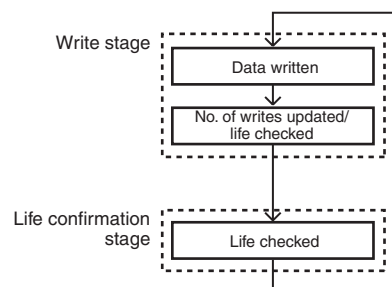 Write stage
Data written
No. of writes updated/
life checked
Life confirmation
stage
Life checked